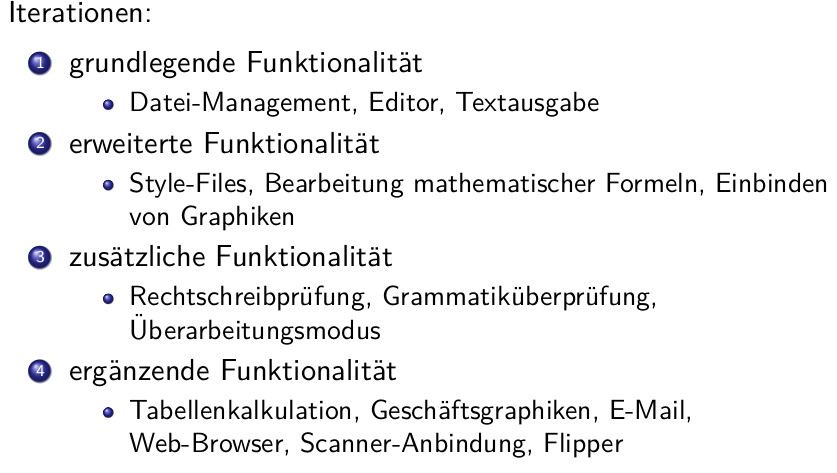 Iterationen:
1 grundlegende Funktionalität
Datei-Management, Editor, Textausgabe
2 erweiterte Funktionalität
Style-Files, Bearbeitung mathematischer Formeln, Einbinden
von Graphiken
3 zusätzliche Funktionalität
Rechtschreibprüfung, Grammatiküberprüfung,
Überarbeitungsmodus
4 ergänzende Funktionalität
Tabellenkalkulation, Geschäftsgraphiken, E-Mail,
Web-Browser, Scanner-Anbindung, Flipper